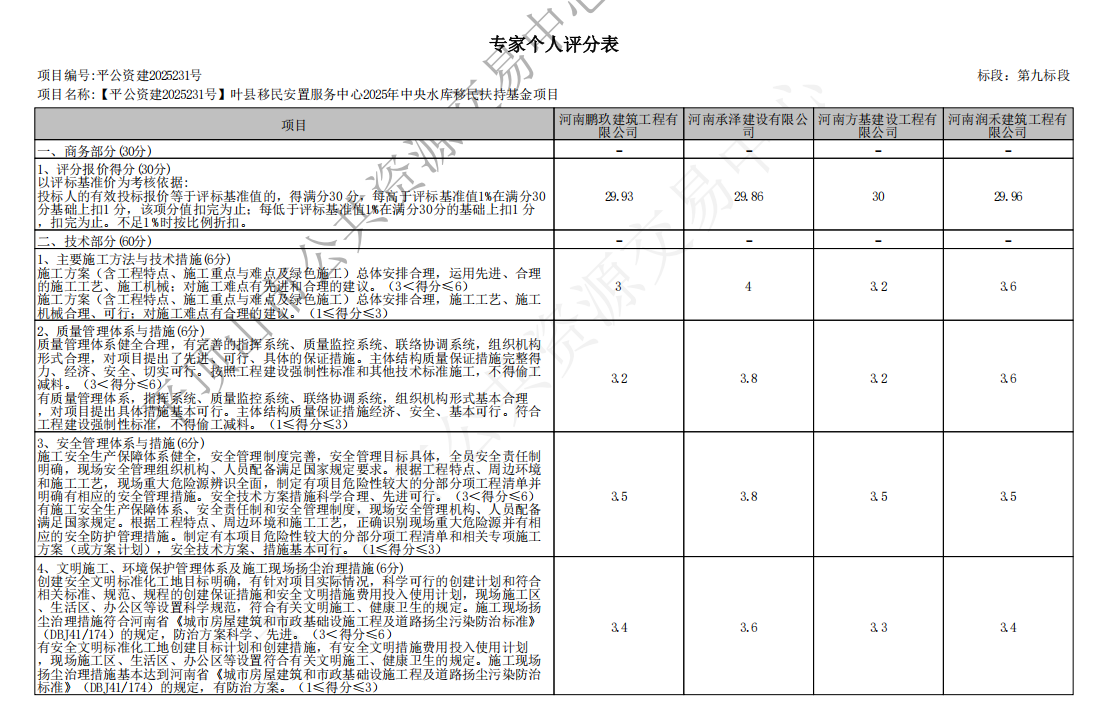 专家个人评分表
项目编号:平公资建2025231号
标段：第九标段
项目名称:【平公资建2025231号】叶县移民安置服务中心2025年中央水库移民扶持基金项目
项目
河南鹏玖建筑工程有限公司
河南承泽建设有限公司
河南方基建设工程有限公司
河南润禾建筑工程有限公司
一、商务部分(30分)
-
-
-
-
1、评分报价得分(30分)
以评标基准价为考核依据:
投标人的有效投标报价等于评标基准值的，得满分30 分；每高于评标基准值1%在满分30
分基础上扣1 分，该项分值扣完为止；每低于评标基准值1%在满分30分的基础上扣1 分
，扣完为止。不足1%时按比例折扣。
29.93
29.86
30
29.96
二、技术部分(60分)
-
-
-
-
1、主要施工方法与技术措施(6分)
施工方案（含工程特点、施工重点与难点及绿色施工）总体安排合理，运用先进、合理
的施工工艺、施工机械；对施工难点有先进和合理的建议。（3＜得分≤6）
施工方案（含工程特点、施工重点与难点及绿色施工）总体安排合理，施工工艺、施工
机械合理、可行；对施工难点有合理的建议。（1≤得分≤3）
3
4
3.2
3.6
2、质量管理体系与措施(6分)
质量管理体系健全合理，有完善的指挥系统、质量监控系统、联络协调系统，组织机构
形式合理，对项目提出了先进、可行、具体的保证措施。主体结构质量保证措施完整得
力、经济、安全、切实可行。按照工程建设强制性标准和其他技术标准施工，不得偷工
减料。（3＜得分≤6）
有质量管理体系，指挥系统、质量监控系统、联络协调系统，组织机构形式基本合理
，对项目提出具体措施基本可行。主体结构质量保证措施经济、安全、基本可行。符合
工程建设强制性标准，不得偷工减料。（1≤得分≤3）
3.2
3.8
3.2
3.6
3、安全管理体系与措施(6分)
施工安全生产保障体系健全，安全管理制度完善，安全管理目标具体，全员安全责任制
明确，现场安全管理组织机构、人员配备满足国家规定要求。根据工程特点、周边环境
和施工工艺，现场重大危险源辨识全面，制定有项目危险性较大的分部分项工程清单并
明确有相应的安全管理措施。安全技术方案措施科学合理、先进可行。（3＜得分≤6）
有施工安全生产保障体系、安全责任制和安全管理制度，现场安全管理机构、人员配备
满足国家规定。根据工程特点、周边环境和施工工艺，正确识别现场重大危险源并有相
应的安全防护管理措施。制定有本项目危险性较大的分部分项工程清单和相关专项施工
方案（或方案计划），安全技术方案、措施基本可行。（1≤得分≤3）
3.5
3.8
3.5
3.5
4、文明施工、环境保护管理体系及施工现场扬尘治理措施(6分)
创建安全文明标准化工地目标明确，有针对项目实际情况，科学可行的创建计划和符合
相关标准、规范、规程的创建保证措施和安全文明措施费用投入使用计划，现场施工区
、生活区、办公区等设置科学规范，符合有关文明施工、健康卫生的规定。施工现场扬
尘治理措施符合河南省《城市房屋建筑和市政基础设施工程及道路扬尘污染防治标准》
（DBJ41/174）的规定，防治方案科学、先进。（3＜得分≤6）
有安全文明标准化工地创建目标计划和创建措施，有安全文明措施费用投入使用计划
，现场施工区、生活区、办公区等设置符合有关文明施工、健康卫生的规定。施工现场
扬尘治理措施基本达到河南省《城市房屋建筑和市政基础设施工程及道路扬尘污染防治
标准》（DBJ41/174）的规定，有防治方案。（1≤得分≤3）
3.4
3.6
3.3
3.4
平顶山市公共资源交易中心
公共资源交易中心